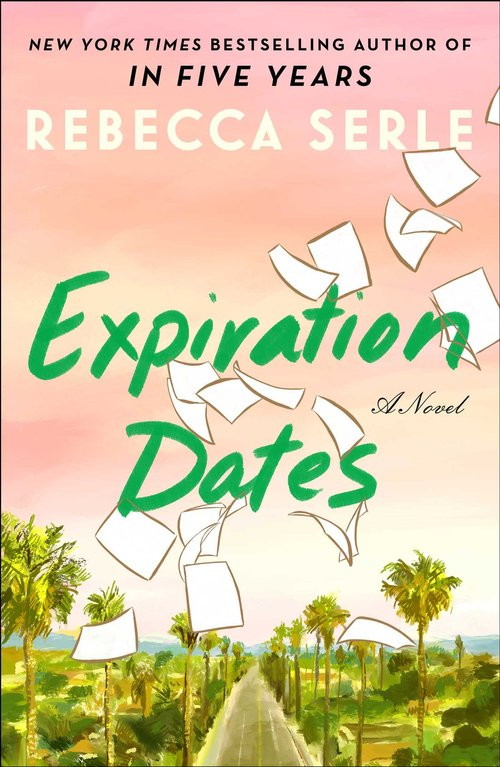 NEW YORK TIMES BESTSELLING AUTHOR OF
IN FIVE YEARS
REBECCA SERLE
Expiration
A Novel
Dates